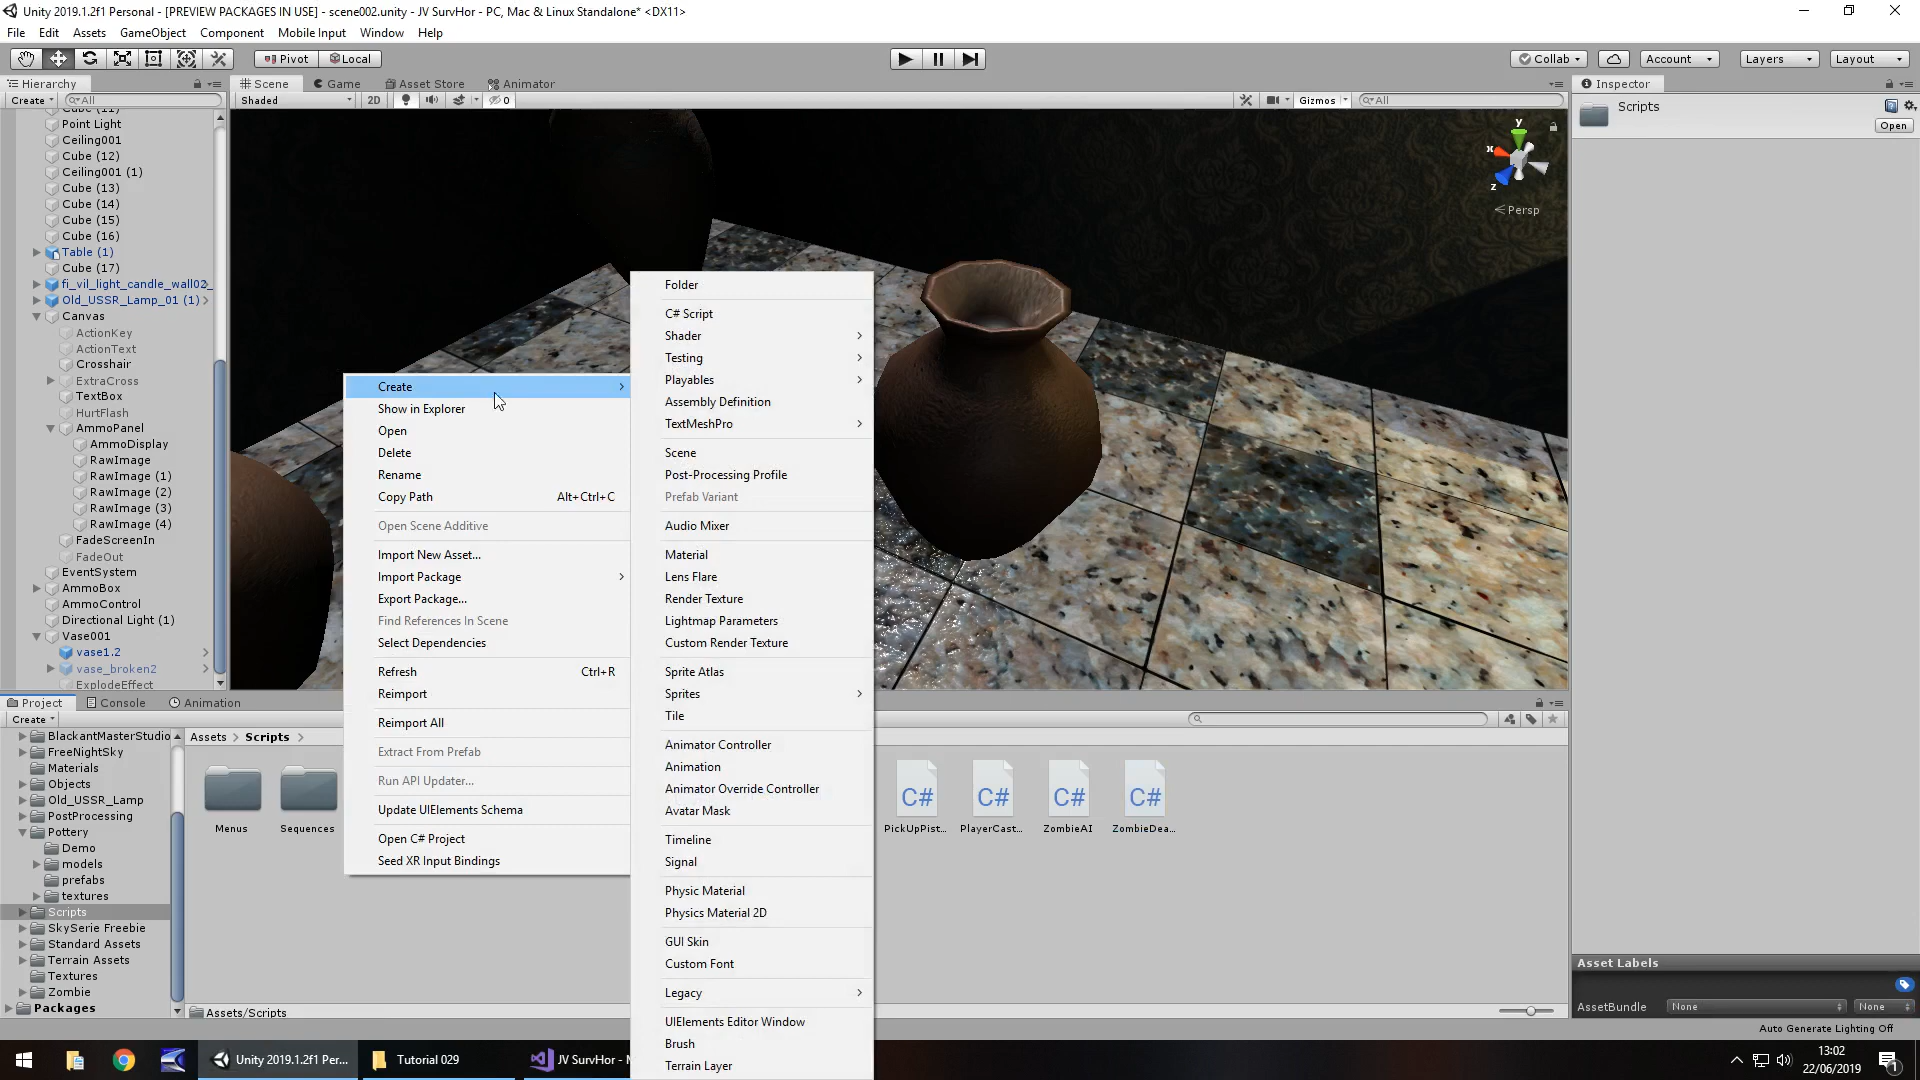 Unity 2019.1.2f1 Personal - [PREVIEW PACKAGES IN USE] - scene002.unity - JV SurvHor - PC, Mac & Linux Standalone* <DX11>
File Edit Assets GameObject Component Mobile Input Window Help
Pivot Local Collab Account Layers Layout
Hierarchy Scene Game Asset Store Animator Inspector
Create All Shaded 2D 0 Gizmos All
Scripts
Open
Point Light
Ceiling001
Cube (12)
Ceiling001 (1)
Cube (13)
Cube (14)
Cube (15)
Cube (16)
Table (1)
Cube (17)
fi_vil_light_candle_wall02_
Old_USSR_Lamp_01 (1)
Canvas
ActionKey
ActionText
Crosshair
ExtraCross
TextBox
HurtFlash
AmmoPanel
AmmoDisplay
RawImage
RawImage (1)
RawImage (2)
RawImage (3)
RawImage (4)
FadeScreenIn
FadeOut
EventSystem
AmmoBox
AmmoControl
Directional Light (1)
Vase001
vase1.2
vase_broken2
ExplodeEffect
y
x
z
Persp
Create
Show in Explorer
Open
Delete
Rename
Copy Path Alt+Ctrl+C
Open Scene Additive
Import New Asset...
Import Package
Export Package...
Find References In Scene
Select Dependencies
Refresh Ctrl+R
Reimport
Reimport All
Extract From Prefab
Run API Updater...
Update UIElements Schema
Open C# Project
Seed XR Input Bindings
Folder
C# Script
Shader
Testing
Playables
Assembly Definition
TextMeshPro
Scene
Post-Processing Profile
Prefab Variant
Audio Mixer
Material
Lens Flare
Render Texture
Lightmap Parameters
Custom Render Texture
Sprite Atlas
Sprites
Tile
Animator Controller
Animation
Animator Override Controller
Avatar Mask
Timeline
Signal
Physic Material
Physics Material 2D
GUI Skin
Custom Font
Legacy
UIElements Editor Window
Brush
Terrain Layer
Project Console Animation
Create
BlackantMasterStudio
FreeNightSky
Materials
Objects
Old_USSR_Lamp
PostProcessing
Pottery
Demo
models
prefabs
textures
Scripts
SkySerie Freebie
Standard Assets
Terrain Assets
Textures
Zombie
Packages
Assets > Scripts >
C# C# C# C#
Menus Sequences PickUpPist... PlayerCast... ZombieAI ZombieDea...
Assets/Scripts
Asset Labels
AssetBundle None None
Auto Generate Lighting Off
Unity 2019.1.2f1 Per... Tutorial 029 JV SurvHor - 
13:02
22/06/2019
1